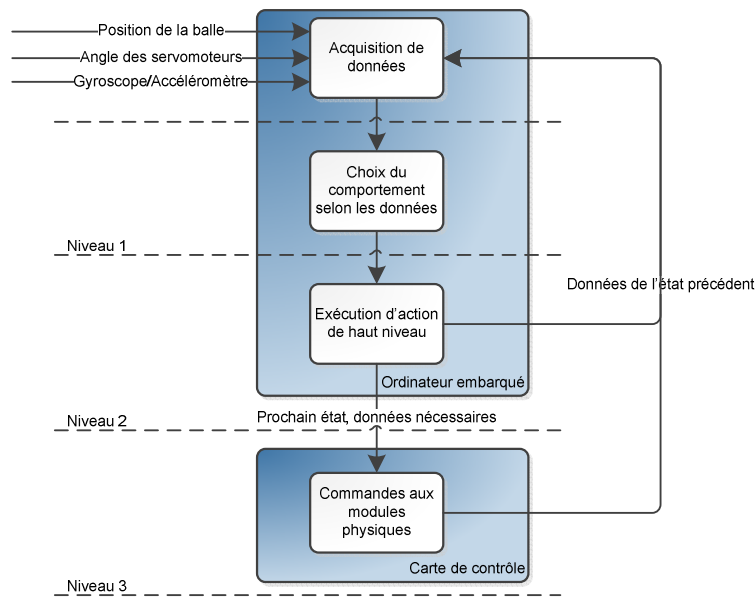 Position de la balle
Angle des servomoteurs
Gyroscope/Accéléromètre
Acquisition de
données
Choix du
comportement
selon les données
Niveau 1
Données de l'état précédent
Exécution d'action
de haut niveau
Ordinateur embarqué
Prochain état, données nécessaires
Niveau 2
Commandes aux
modules
physiques
Carte de contrôle
Niveau 3